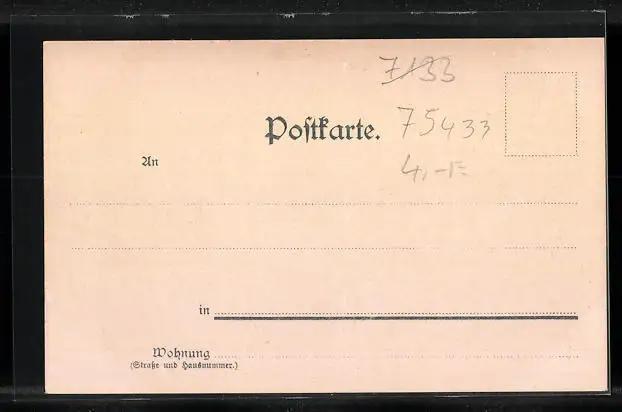 7133
Postkarte.
75433
An
4,-
in
Wohnung
(Straße und Hausnummer.)